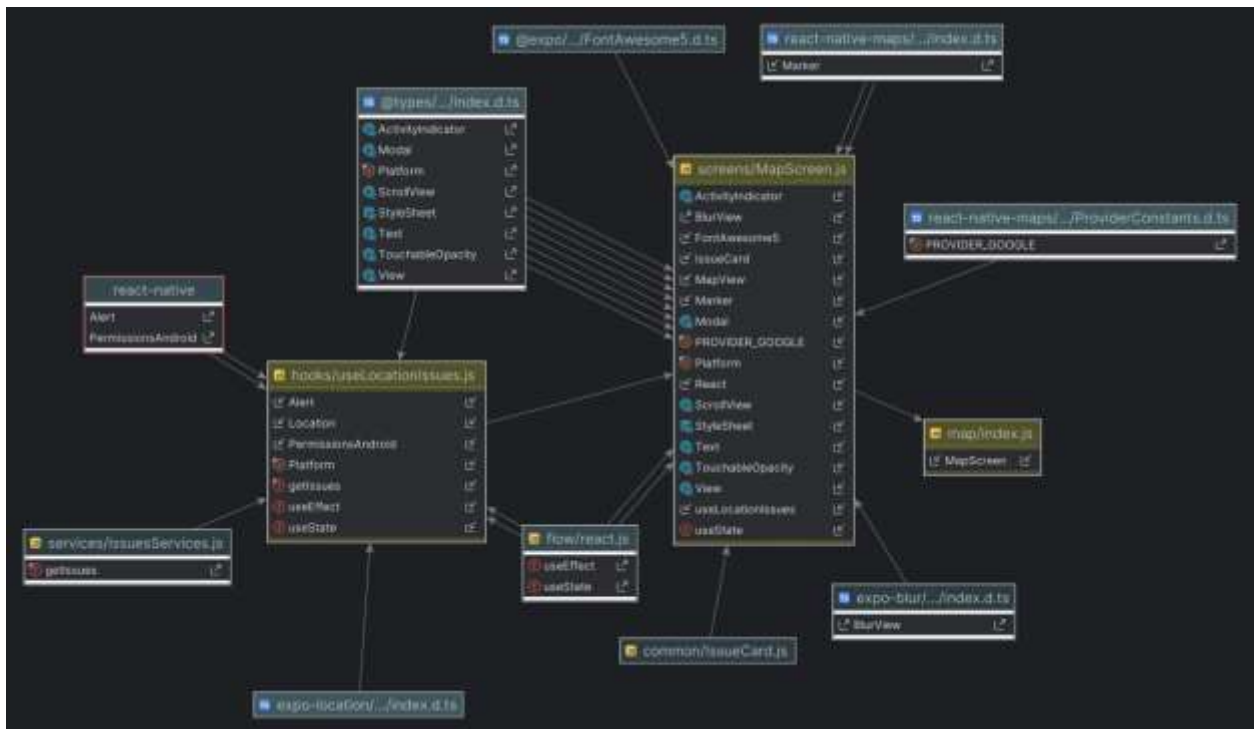 @expo/.../FontAwesome5.d.ts
react-native-maps/.../index.d.ts
Marker
@types/.../index.d.ts
ActivityIndicator
Modal
Platform
ScrollView
StyleSheet
Text
TouchableOpacity
View
screens/MapScreen.js
ActivityIndicator
BlurView
FontAwesome5
IssueCard
MapView
Marker
Modal
PROVIDER_GOOGLE
Platform
React
ScrollView
StyleSheet
Text
TouchableOpacity
View
useLocationIssues
useState
react-native-maps/.../ProviderConstants.d.ts
PROVIDER_GOOGLE
react-native
Alert
PermissionsAndroid
hooks/useLocationIssues.js
Alert
Location
PermissionsAndroid
Platform
getIssues
useEffect
useState
map/index.js
MapScreen
services/issuesServices.js
getIssues
flow/react.js
useEffect
useState
expo-blur/.../index.d.ts
BlurView
common/IssueCard.js
expo-location/.../index.d.ts